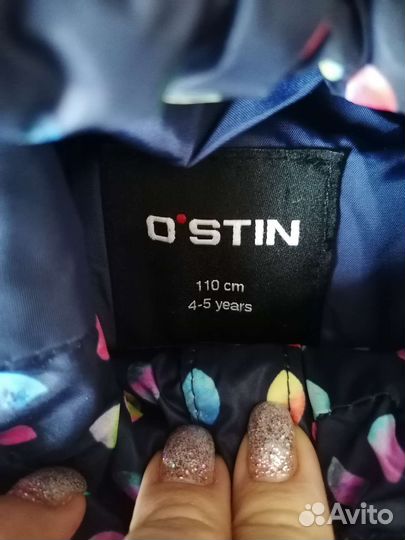 O'STIN
110 cm
4-5 years
Avito